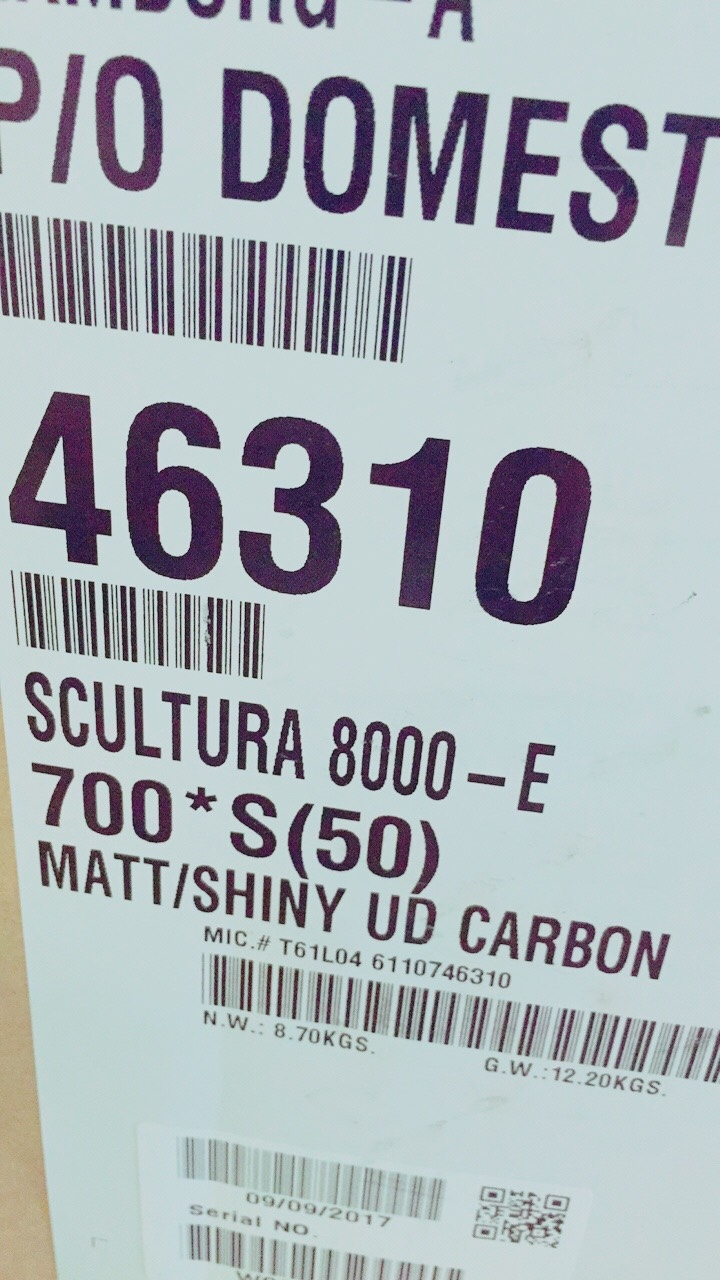 P/O DOMEST
46310
SCULTURA 8000-E
700*S(50)
MATT/SHINY UD CARBON
MIC.# T61L04 6110746310
N.W.: 8.70KGS.
G.W.:12.20KGS.
09/09/2017
Serial NO.